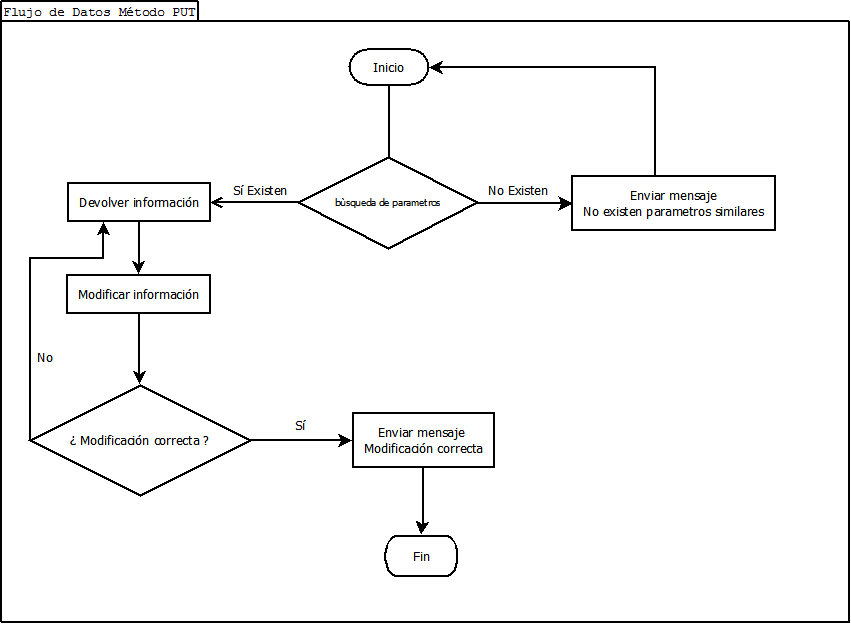 Flujo de Datos Método PUT
Inicio
bùsqueda de parametros
Sí Existen
No Existen
Devolver información
Enviar mensaje
No existen parametros similares
Modificar información
No
¿ Modificación correcta ?
Sí
Enviar mensaje
Modificación correcta
Fin